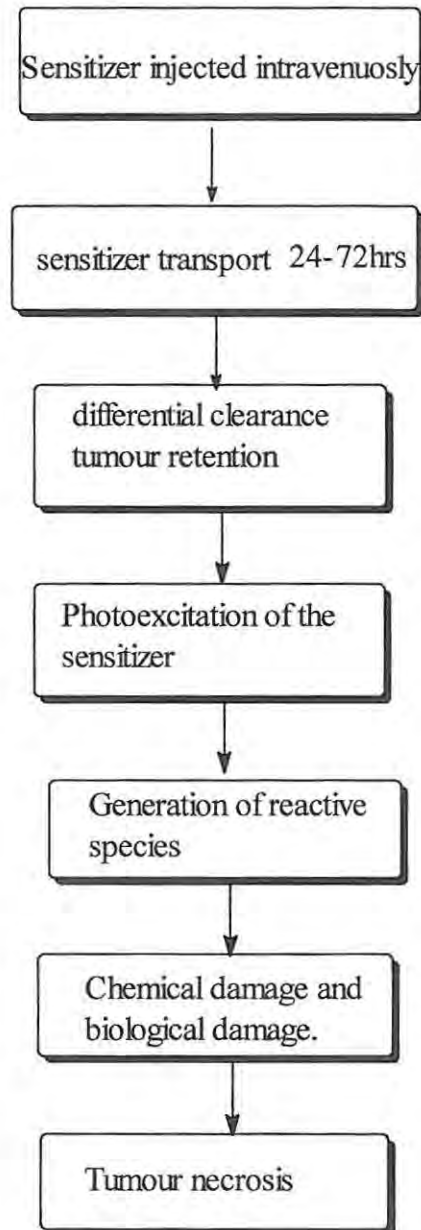 Sensitizer injected intravenuosly
sensitizer transport 24-72hrs
differential clearance
tumour retention
Photoexcitation of the
sensitizer
Generation of reactive
species
Chemical damage and
biological damage.
Tumour necrosis